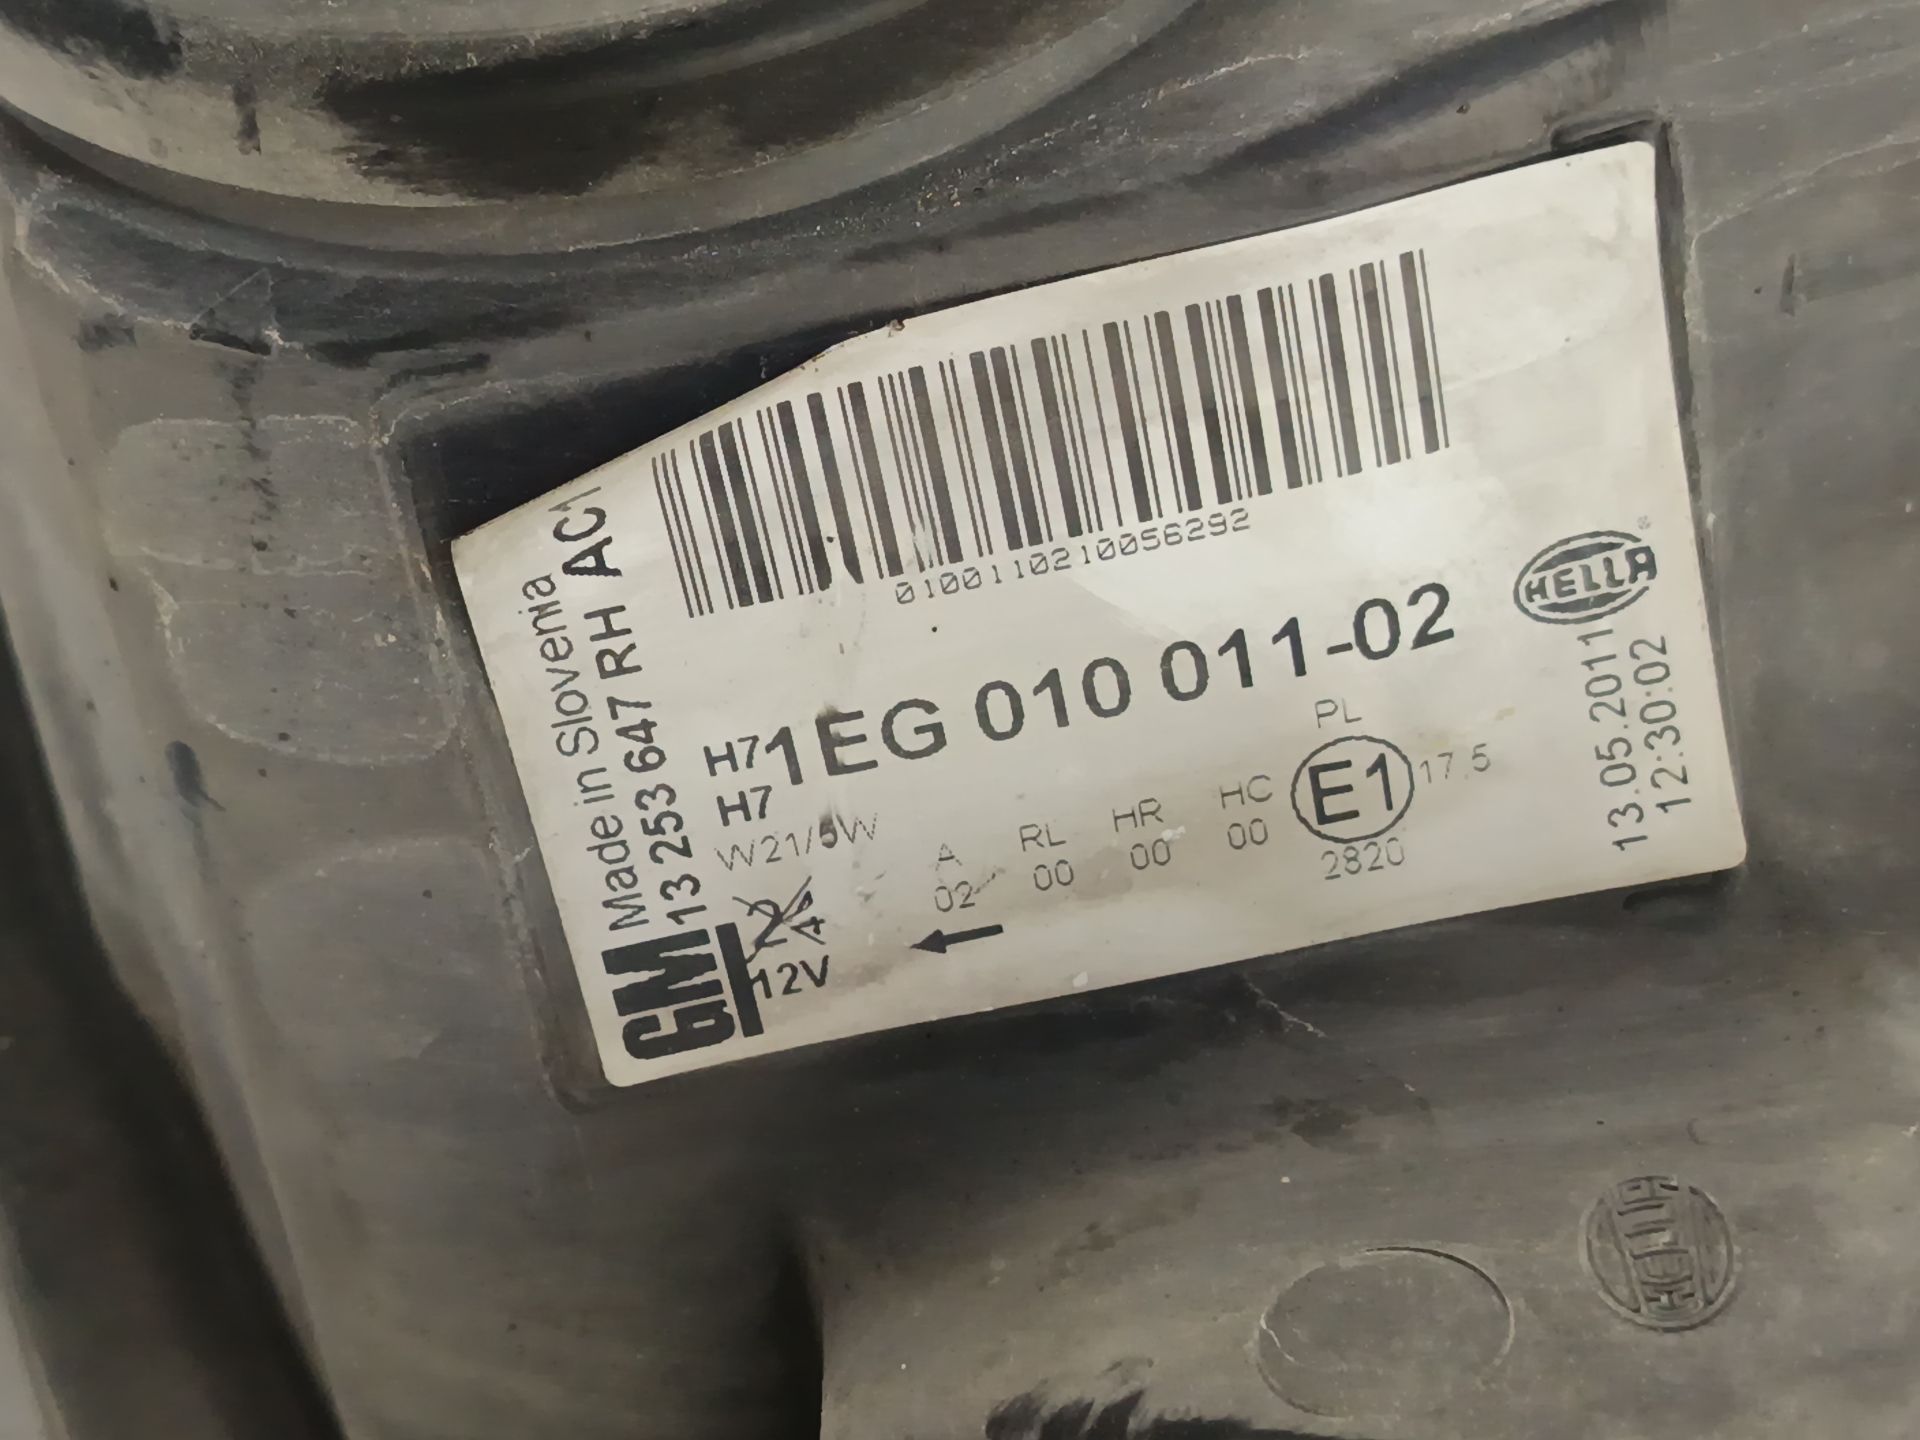 Made in Slovenia
GM 13 253 647 RH AC1
0100110210056292
HELLA
1EG 010 011-02
H7
H7
W21/5W
12V
A
02
RL
00
HR
00
HC
00
PL
E1
17.5
2820
13.05.2011
12:30:02
HELLA